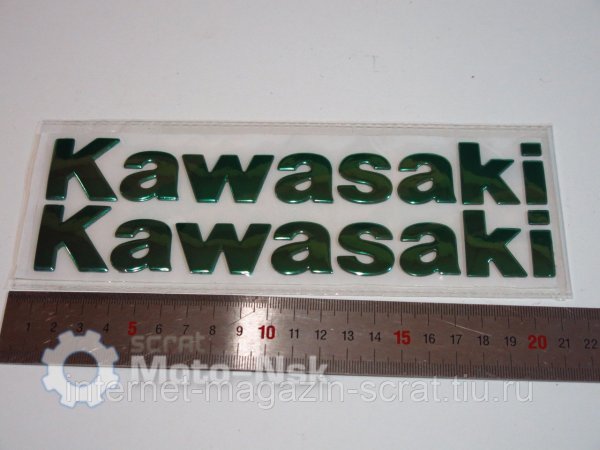 Kawasaki
Kawasaki
1 2 3 4 5 6 7 8 9 10 11 12 13 14 15 16 17 18 19 20 21 22
scrat
Moto-Nsk
internet-magazin-scrat.tiu.ru